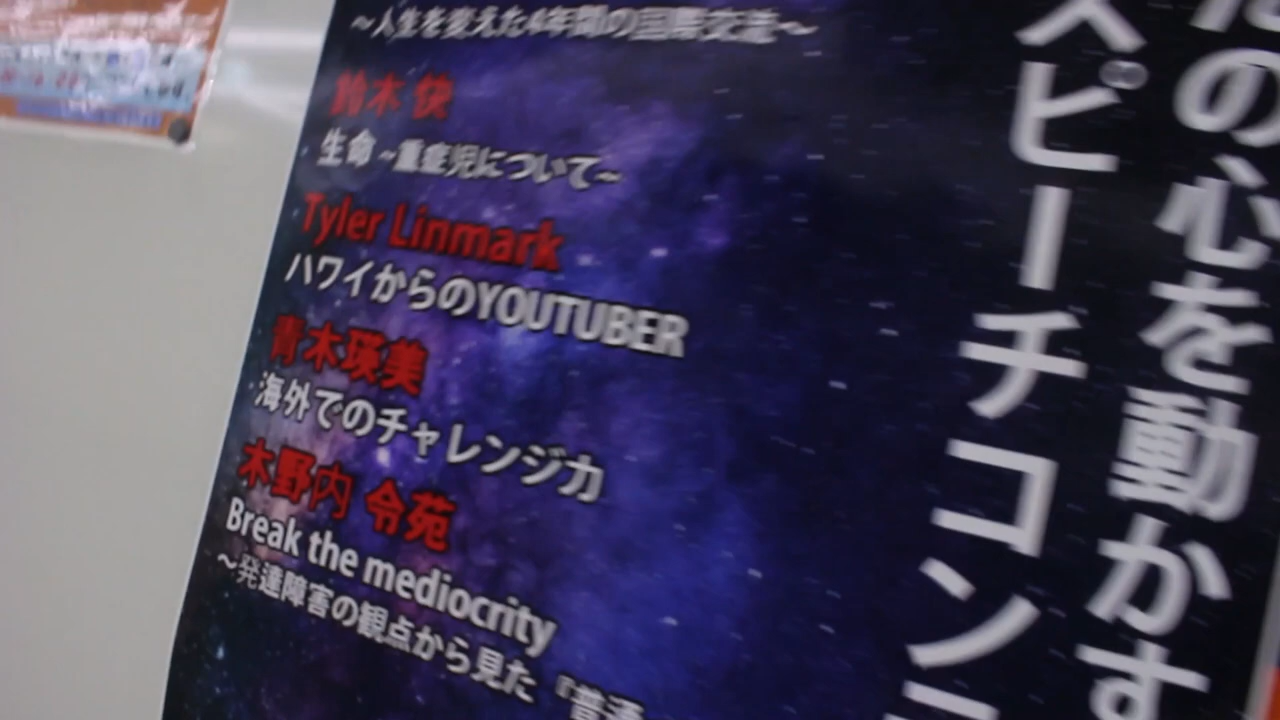 の心を動かす
スピーチコン
〜人生を変えた4年間の国際交流〜
鈴木 快
生命 ~重症児について~
Tyler Linmark
ハワイからのYOUTUBER
青木瑛美
海外でのチャレンジ力
木野内 令苑
Break the mediocrity
〜発達障害の観点から見た『普通